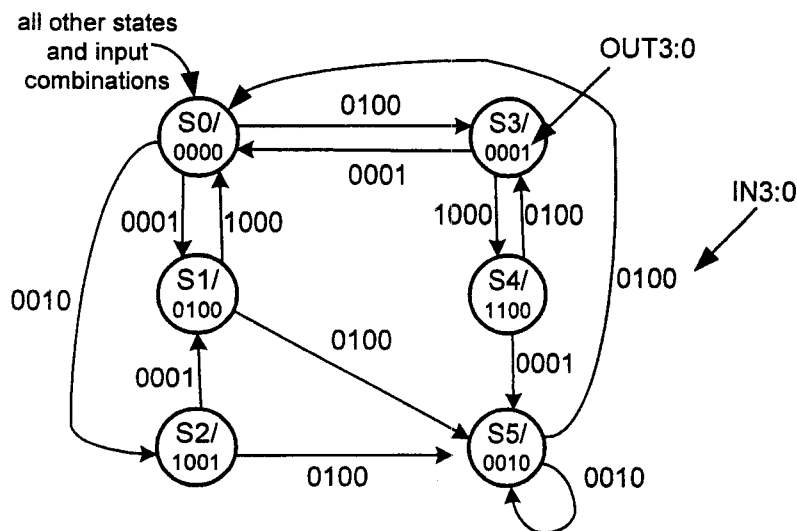 all other states
and input
combinations
OUT3:0
S0/
0000
0100
S3/
0001
0001
IN3:0
0001
1000
1000
0100
0010
S1/
0100
S4/
1100
0100
0100
0001
0001
S2/
1001
0100
S5/
0010
0010